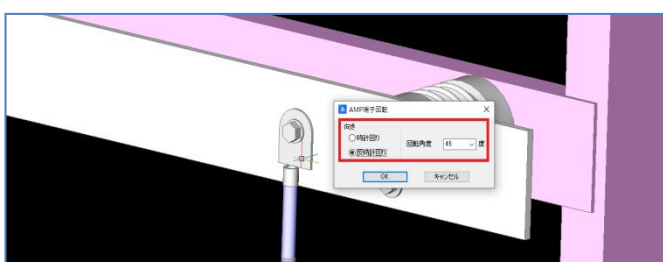 AMP端子回転
向き
時計回り
反時計回り
回転角度 45 度
OK キャンセル